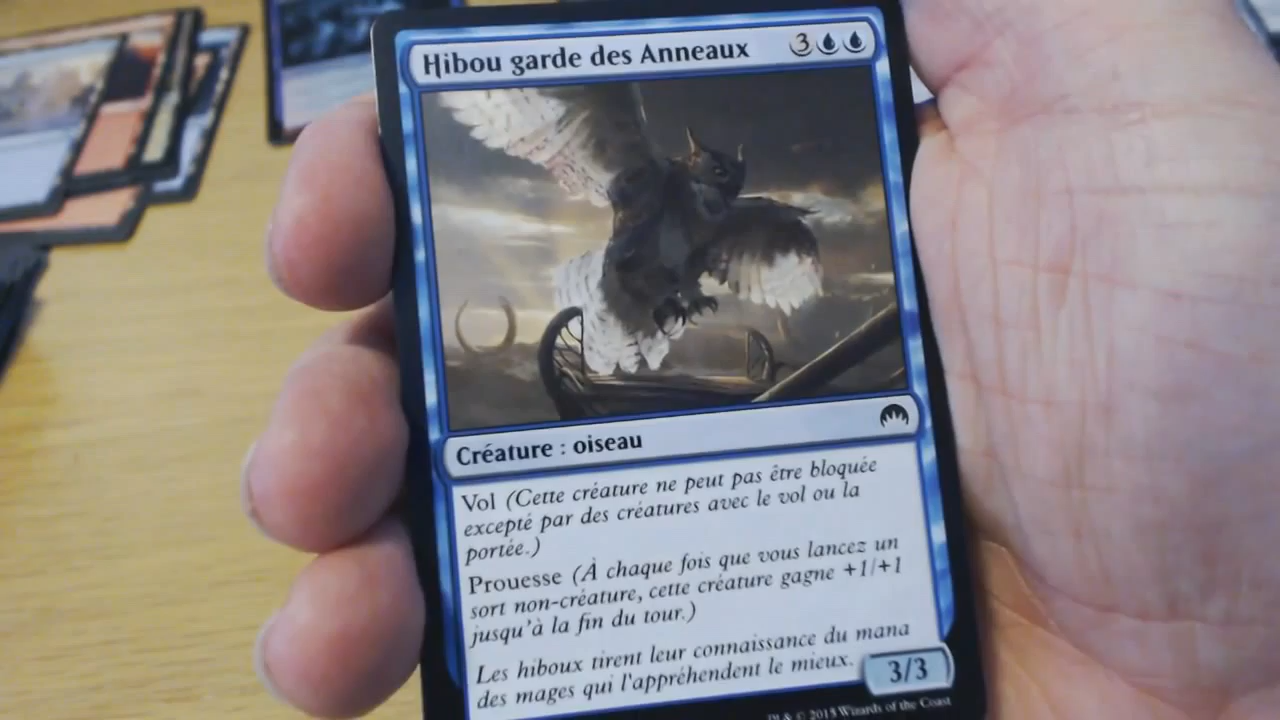 Hibou garde des Anneaux 3
Créature : oiseau
Vol (Cette créature ne peut pas être bloquée
excepté par des créatures avec le vol ou la
portée.)
Prouesse (À chaque fois que vous lancez un
sort non-créature, cette créature gagne +1/+1
jusqu'à la fin du tour.)
Les hiboux tirent leur connaissance du mana
des mages qui l'appréhendent le mieux.
3/3
& © 2015 Wizards of the Coast